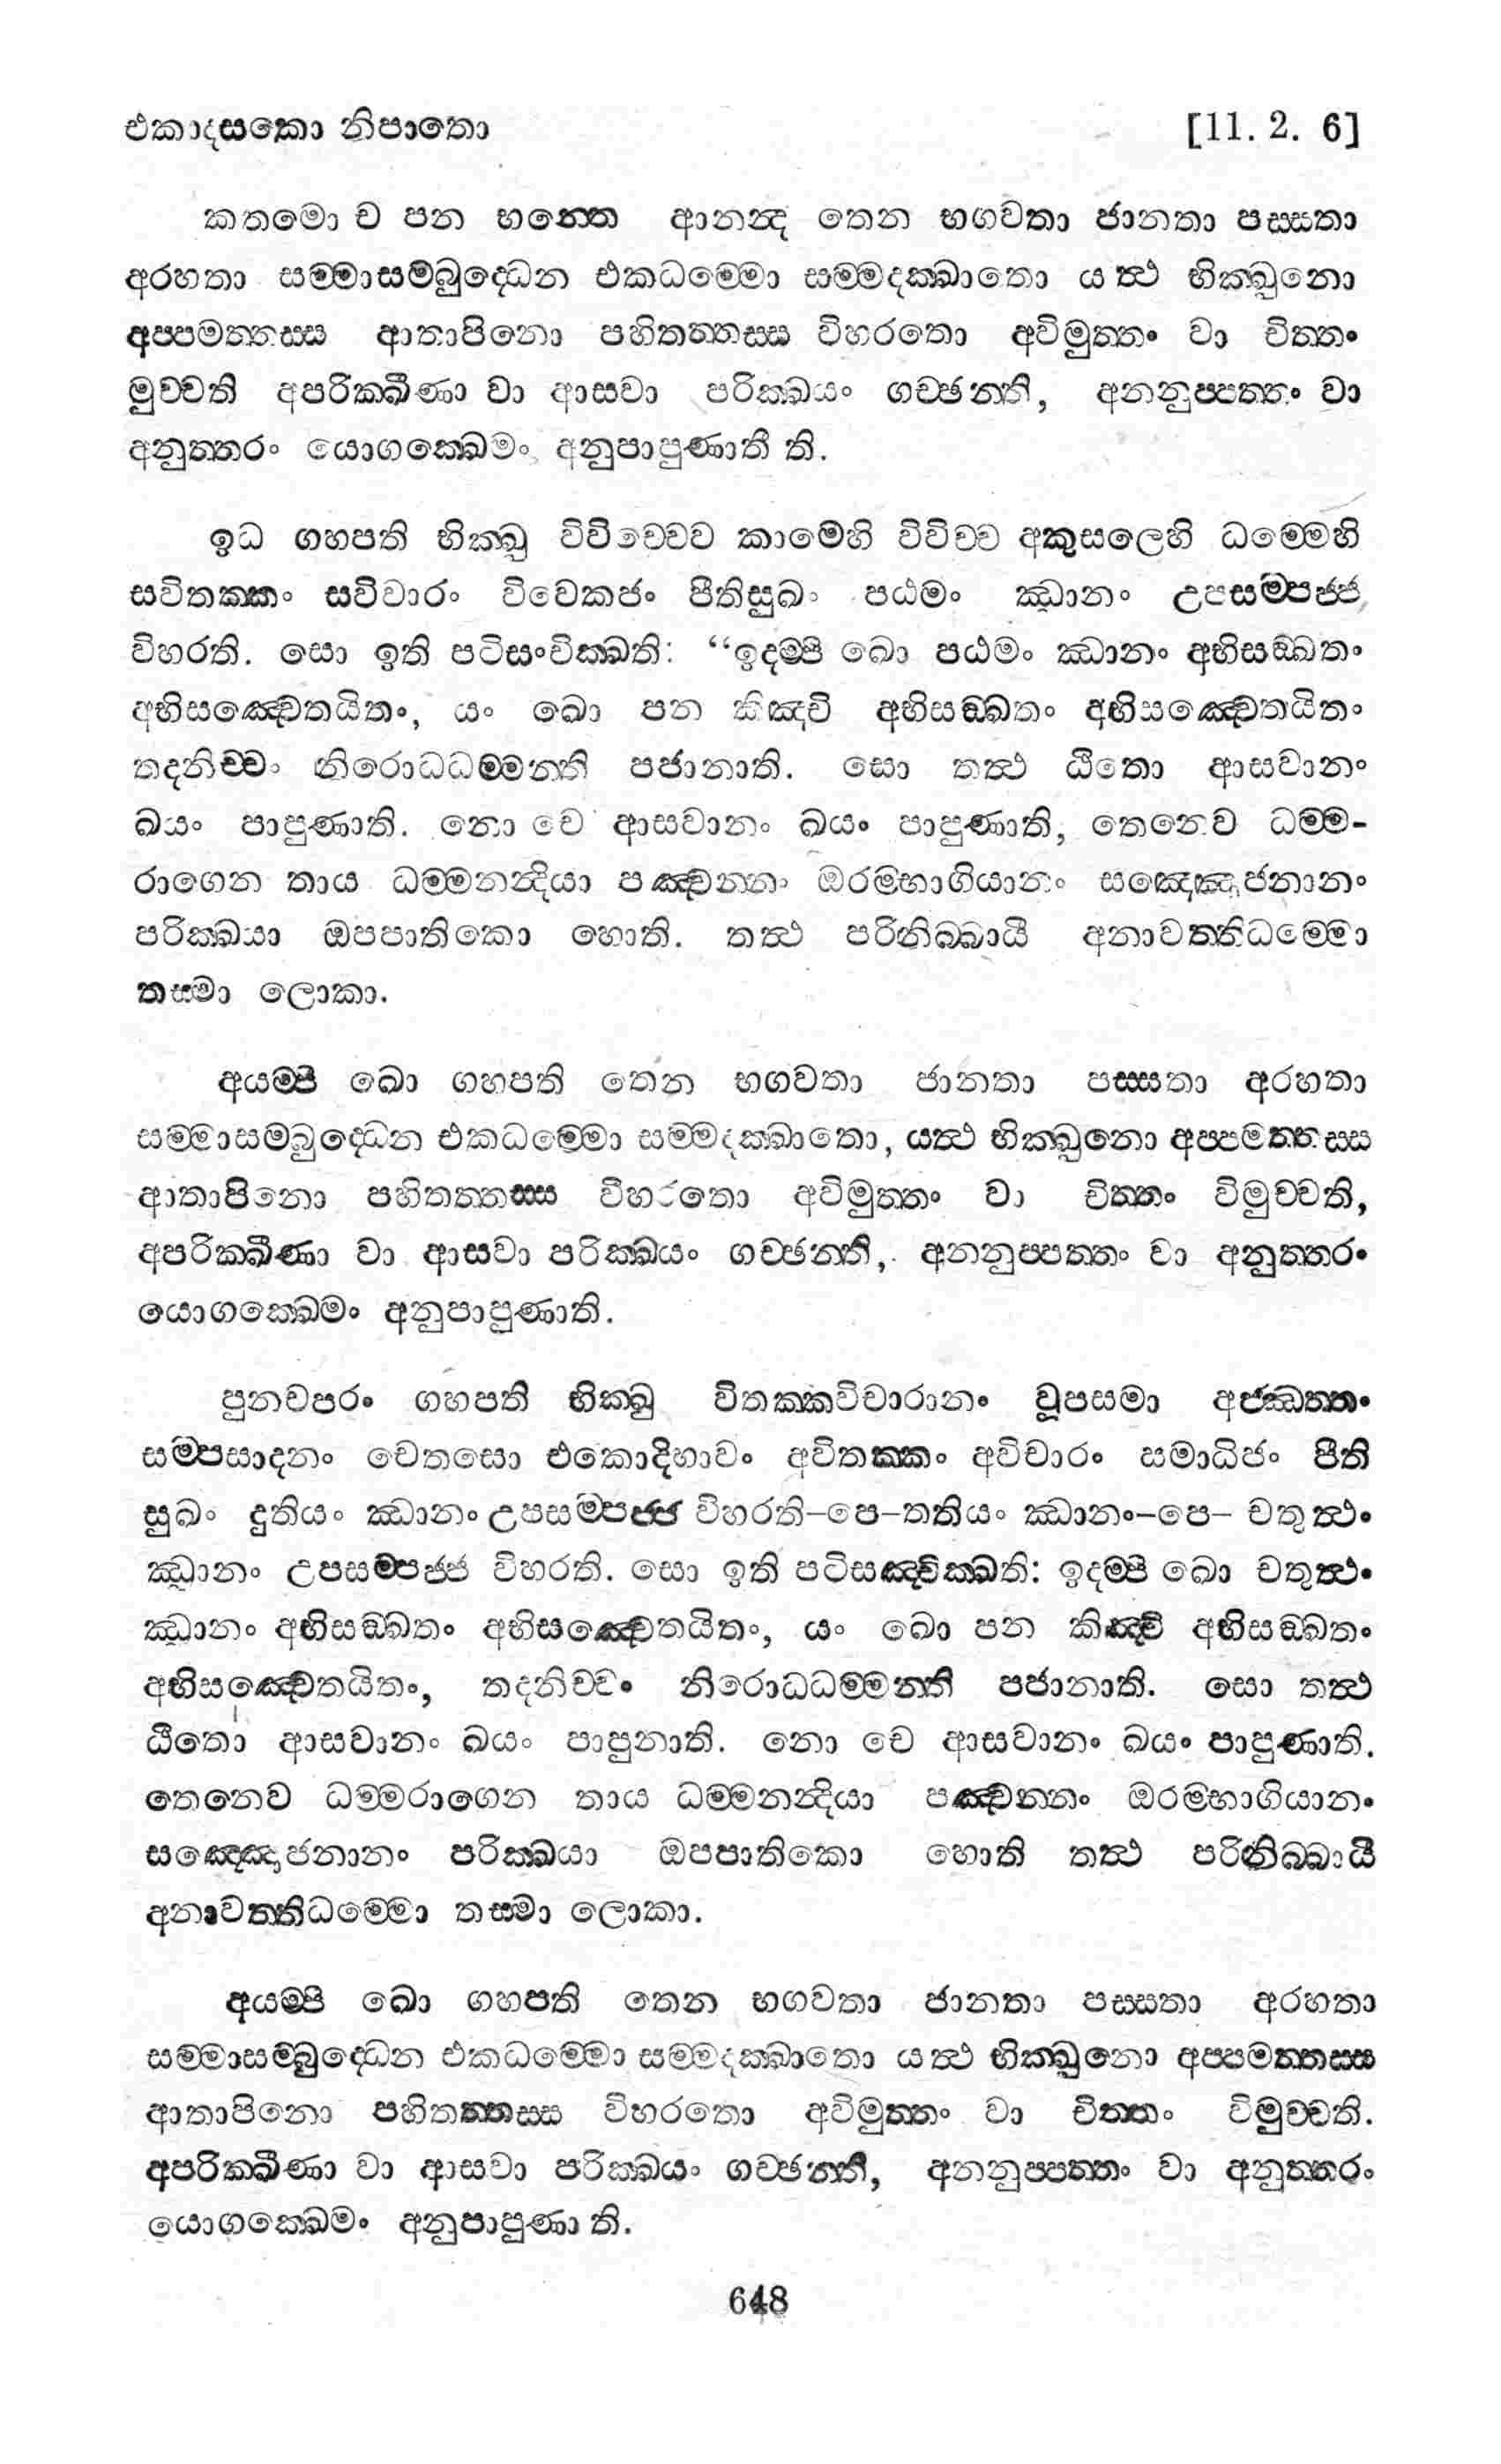 එකාදසකො නිපාතො [11. 2. 6]
කතමො ච පන භන්තෙ ආනන්ද තෙන භගවතා ජානතා පස්සතා
අරහතා සම්මාසම්බුද්ධෙන එකධම්මො සම්මදක්ඛාතො යත්ථ භික්ඛුනො
අප්පමත්තස්ස ආතාපිනො පහිතත්තස්ස විහරතො අවිමුත්තං වා චිත්තං
මුච්චති අපරික්ඛීණා වා ආසවා පරික්ඛයං ගච්ඡන්ති, අනනුප්පත්තං වා
අනුත්තරං යොගක්ඛෙමං අනුපාපුණාතී ති.
ඉධ ගහපති භික්ඛු විවිච්චෙව කාමෙහි විවිච්ච අකුසලෙහි ධම්මෙහි
සවිතක්කං සවිචාරං විවෙකජං පීතිසුඛං පඨමං ඣානං උපසම්පජ්ජ
විහරති. සො ඉති පටිසංචික්ඛති: “ඉදම්පි ඛො පඨමං ඣානං අභිසඞ්ඛතං
අභිසඤ්චෙතයිතං, යං ඛො පන කිඤ්චි අභිසඞ්ඛතං අභිසඤ්චෙතයිතං
තදනිච්චං නිරොධධම්මන්ති පජානාති. සො තත්ථ ඨිතො ආසවානං
ඛයං පාපුණාති. නො චෙ ආසවානං ඛයං පාපුණාති, තෙනෙව ධම්ම-
රාගෙන තාය ධම්මනන්දියා පඤ්චන්නං ඔරම්භාගියානං සඤ්ඤොජනානං
පරික්ඛයා ඔපපාතිකො හොති. තත්ථ පරිනිබ්බායී අනාවත්තිධම්මො
තස්මා ලොකා.
අයම්පි ඛො ගහපති තෙන භගවතා ජානතා පස්සතා අරහතා
සම්මාසම්බුද්ධෙන එකධම්මො සම්මදක්ඛාතො, යත්ථ භික්ඛුනො අප්පමත්තස්ස
ආතාපිනො පහිතත්තස්ස විහරතො අවිමුත්තං වා චිත්තං විමුච්චති,
අපරික්ඛීණා වා ආසවා පරික්ඛයං ගච්ඡන්ති, අනනුප්පත්තං වා අනුත්තරං
යොගක්ඛෙමං අනුපාපුණාති.
පුනචපරං ගහපති භික්ඛු විතක්කවිචාරානං වූපසමා අජ්ඣත්තං
සම්පසාදනං චෙතසො එකොදිභාවං අවිතක්කං අවිචාරං සමාධිජං පීති
සුඛං දුතියං ඣානං උපසම්පජ්ජ විහරති–පෙ–තතියං ඣානං–පෙ– චතුත්ථං
ඣානං උපසම්පජ්ජ විහරති. සො ඉති පටිසඤ්චික්ඛති: ඉදම්පි ඛො චතුත්ථං
ඣානං අභිසඞ්ඛතං අභිසඤ්චෙතයිතං, යං ඛො පන කිඤ්චි අභිසඞ්ඛතං
අභිසඤ්චෙතයිතං, තදනිච්චං නිරොධධම්මන්ති පජානාති. සො තත්ථ
ඨිතො ආසවානං ඛයං පාපුනාති. නො චෙ ආසවානං ඛයං පාපුණාති.
තෙනෙව ධම්මරාගෙන තාය ධම්මනන්දියා පඤ්චන්නං ඔරම්භාගියානං
සඤ්ඤොජනානං පරික්ඛයා ඔපපාතිකො හොති තත්ථ පරිනිබ්බායී
අනාවත්තිධම්මො තස්මා ලොකා.
අයම්පි ඛො ගහපති තෙන භගවතා ජානතා පස්සතා අරහතා
සම්මාසම්බුද්ධෙන එකධම්මො සම්මදක්ඛාතො යත්ථ භික්ඛුනො අප්පමත්තස්ස
ආතාපිනො පහිතත්තස්ස විහරතො අවිමුත්තං වා චිත්තං විමුච්චති.
අපරික්ඛීණා වා ආසවා පරික්ඛයං ගච්ඡන්ති, අනනුප්පත්තං වා අනුත්තරං
යොගක්ඛෙමං අනුපාපුණාති.
648